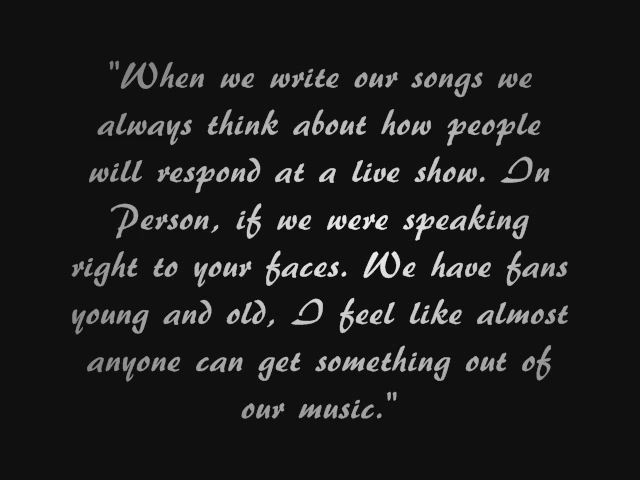 "When we write our songs we
always think about how people
will respond at a live show. In
Person, if we were speaking
right to your faces. We have fans
young and old, I feel like almost
anyone can get something out of
our music."